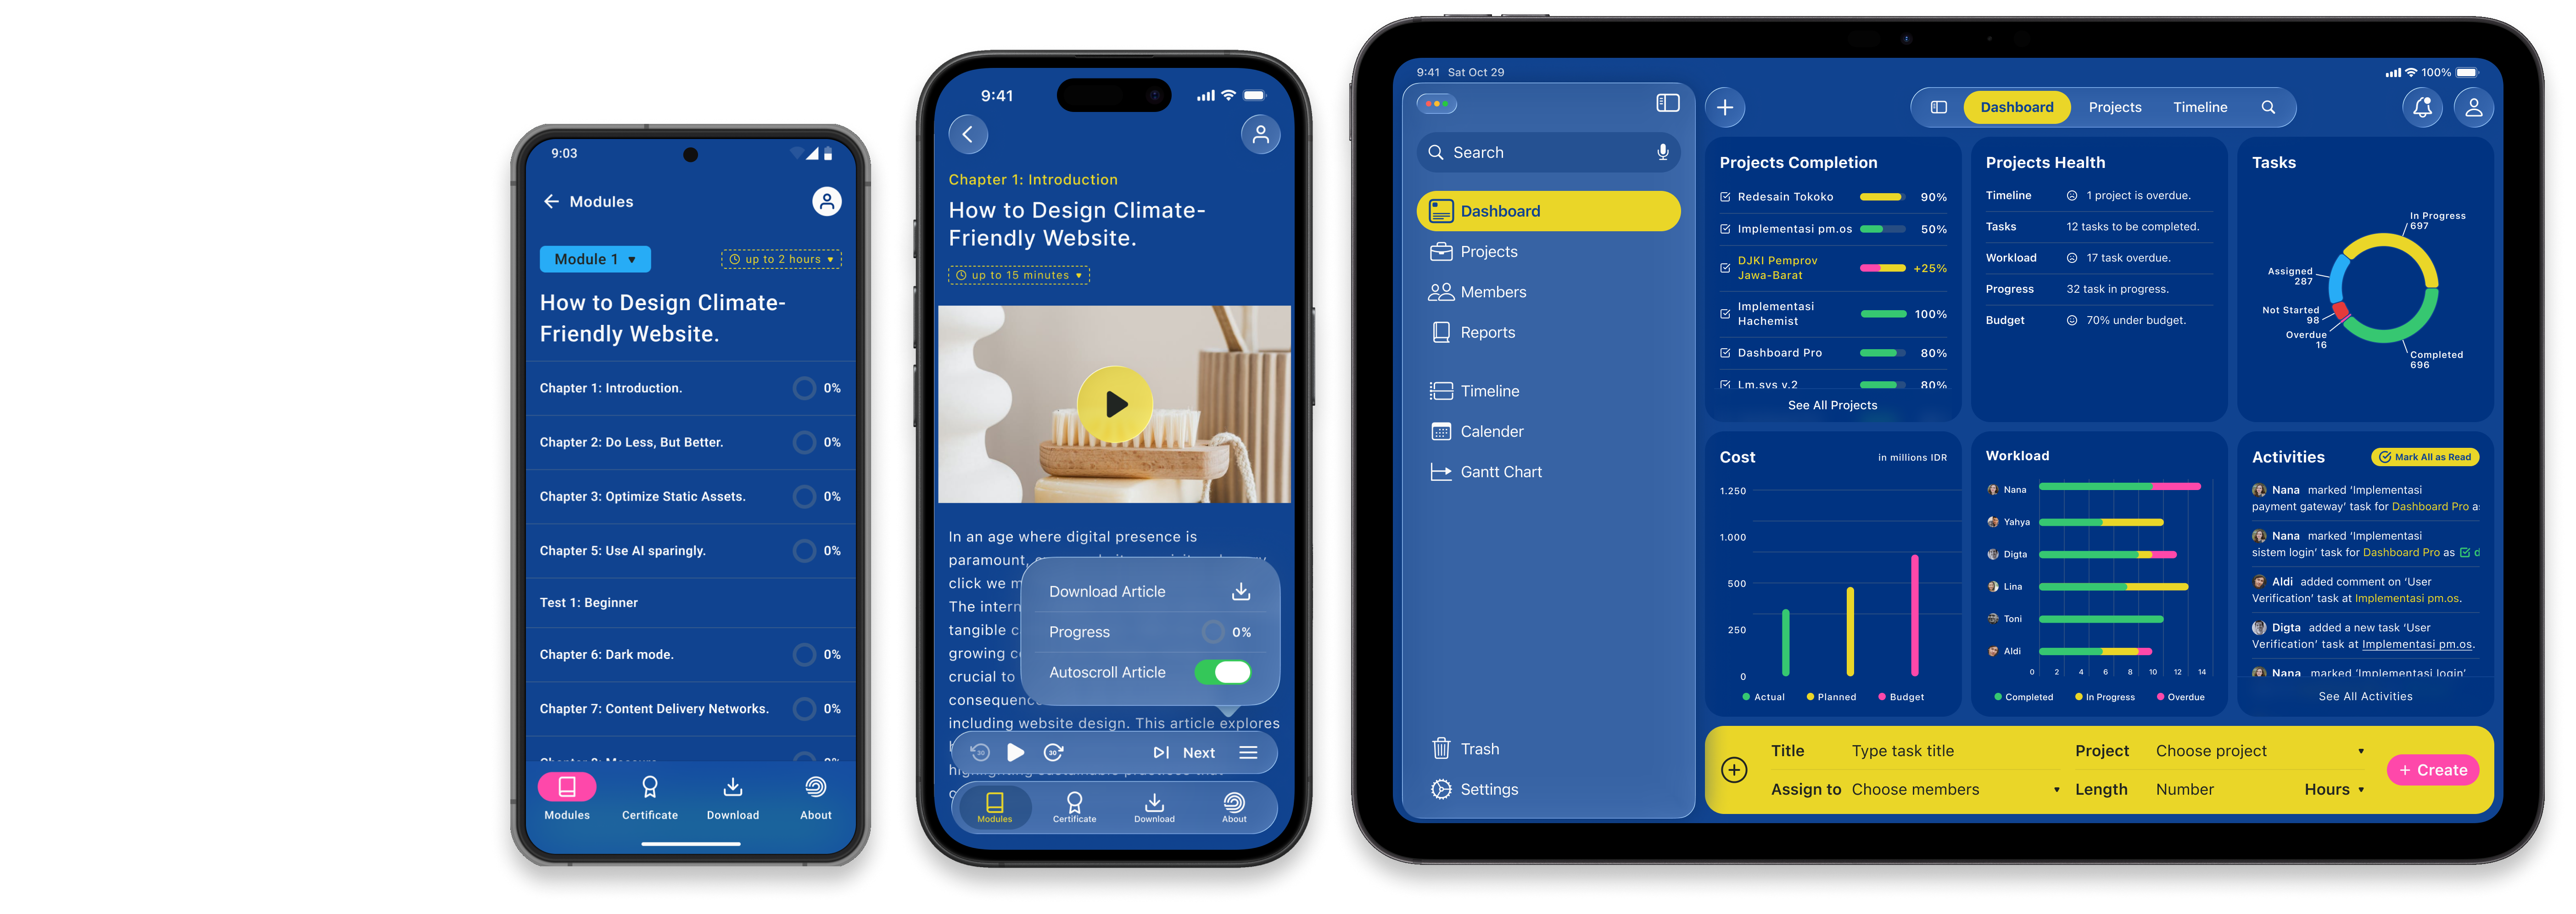 9:03
Modules
Module 1
up to 2 hours
How to Design Climate-
Friendly Website.
Chapter 1: Introduction.
0%
Chapter 2: Do Less, But Better.
0%
Chapter 3: Optimize Static Assets.
0%
Chapter 5: Use AI sparingly.
0%
Test 1: Beginner
Chapter 6: Dark mode.
0%
Chapter 7: Content Delivery Networks.
0%
Modules
Certificate
Download
About
9:41
Chapter 1: Introduction
How to Design Climate-
Friendly Website.
up to 15 minutes
In an age where digital presence is
paramount,
click we
The
tangible
growing
crucial to
including website design. This article explores
Download Article
Progress
0%
Autoscroll Article
30
30
Next
Modules
Certificate
Download
About
9:41 Sat Oct 29
100%
Search
Dashboard
Projects
Members
Reports
Timeline
Calender
Gantt Chart
Trash
Settings
Dashboard
Projects
Timeline
Projects Completion
Redesain Tokoko
90%
Implementasi pm.os
50%
DJKI Pemprov
Jawa-Barat
+25%
Implementasi
Hachemist
100%
Dashboard Pro
80%
Lm.sys v.2
80%
See All Projects
Projects Health
Timeline
1 project is overdue.
Tasks
12 tasks to be completed.
Workload
17 task overdue.
Progress
32 task in progress.
Budget
70% under budget.
Tasks
In Progress
697
Assigned
287
Not Started
98
Overdue
16
Completed
696
Cost
in millions IDR
1.250
1.000
500
250
0
Actual
Planned
Budget
Workload
Nana
Yahya
Digta
Lina
Toni
Aldi
0 2 4 6 8 10 12 14
Completed
In Progress
Overdue
Activities
Mark All as Read
Nana marked ‘Implementasi
payment gateway’ task for Dashboard Pro as
Nana marked ‘Implementasi
sistem login’ task for Dashboard Pro as d
Aldi added comment on ‘User
Verification’ task at Implementasi pm.os.
Digta added a new task ‘User
Verification’ task at Implementasi pm.os.
Nana marked ‘Implementasi login’
See All Activities
Title
Type task title
Project
Choose project
Assign to
Choose members
Length
Number
Hours
+ Create